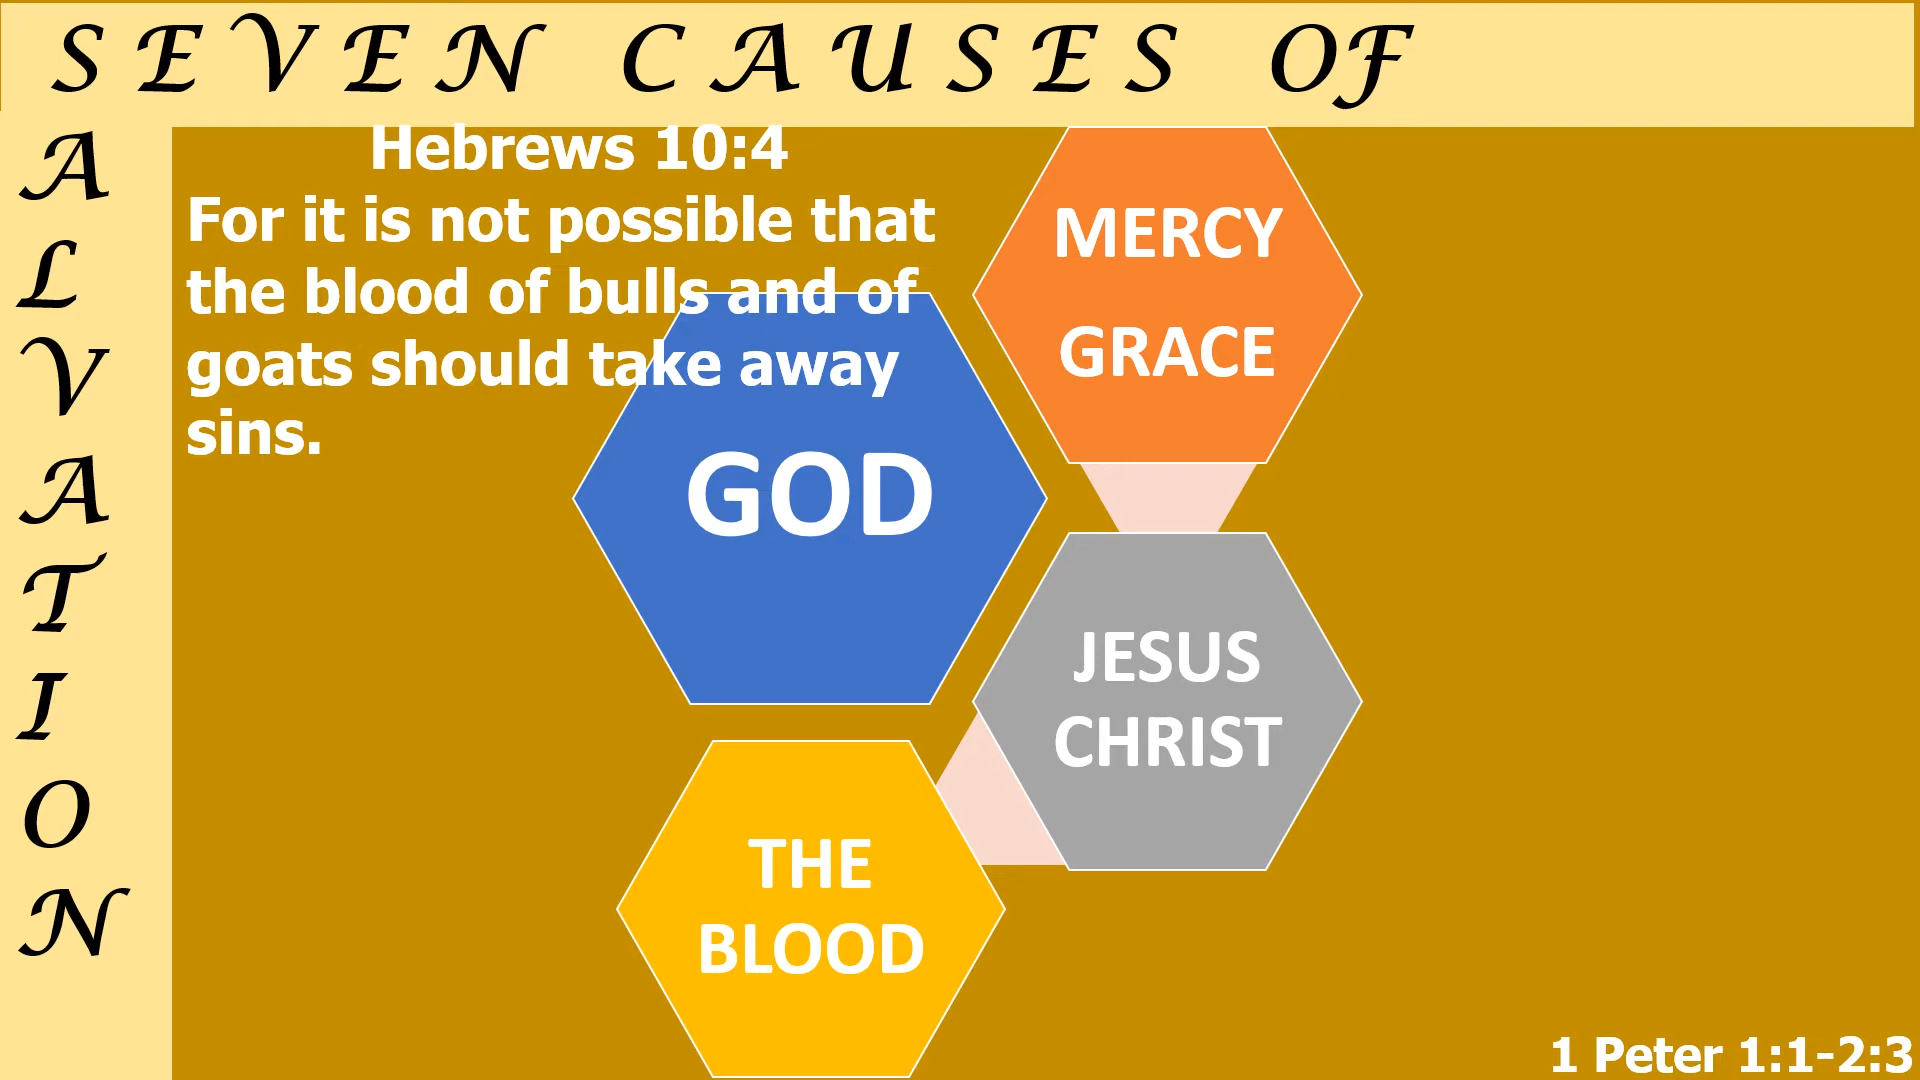 SEVEN CAUSES OF
SALVATION
Hebrews 10:4
For it is not possible that
the blood of bulls and of
goats should take away
sins.
MERCY
GRACE
GOD
JESUS
CHRIST
THE
BLOOD
1 Peter 1:1-2:3